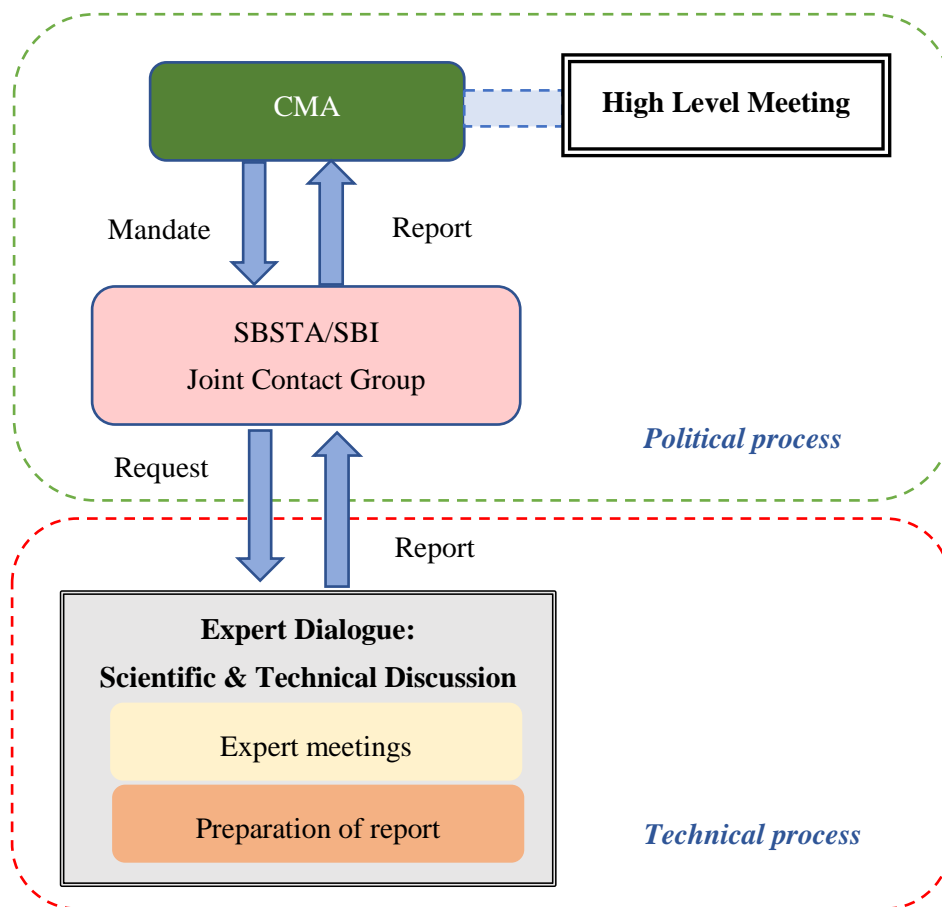 CMA
High Level Meeting
Mandate
Report
SBSTA/SBI
Joint Contact Group
Political process
Request
Report
Expert Dialogue:
Scientific & Technical Discussion
Expert meetings
Preparation of report
Technical process